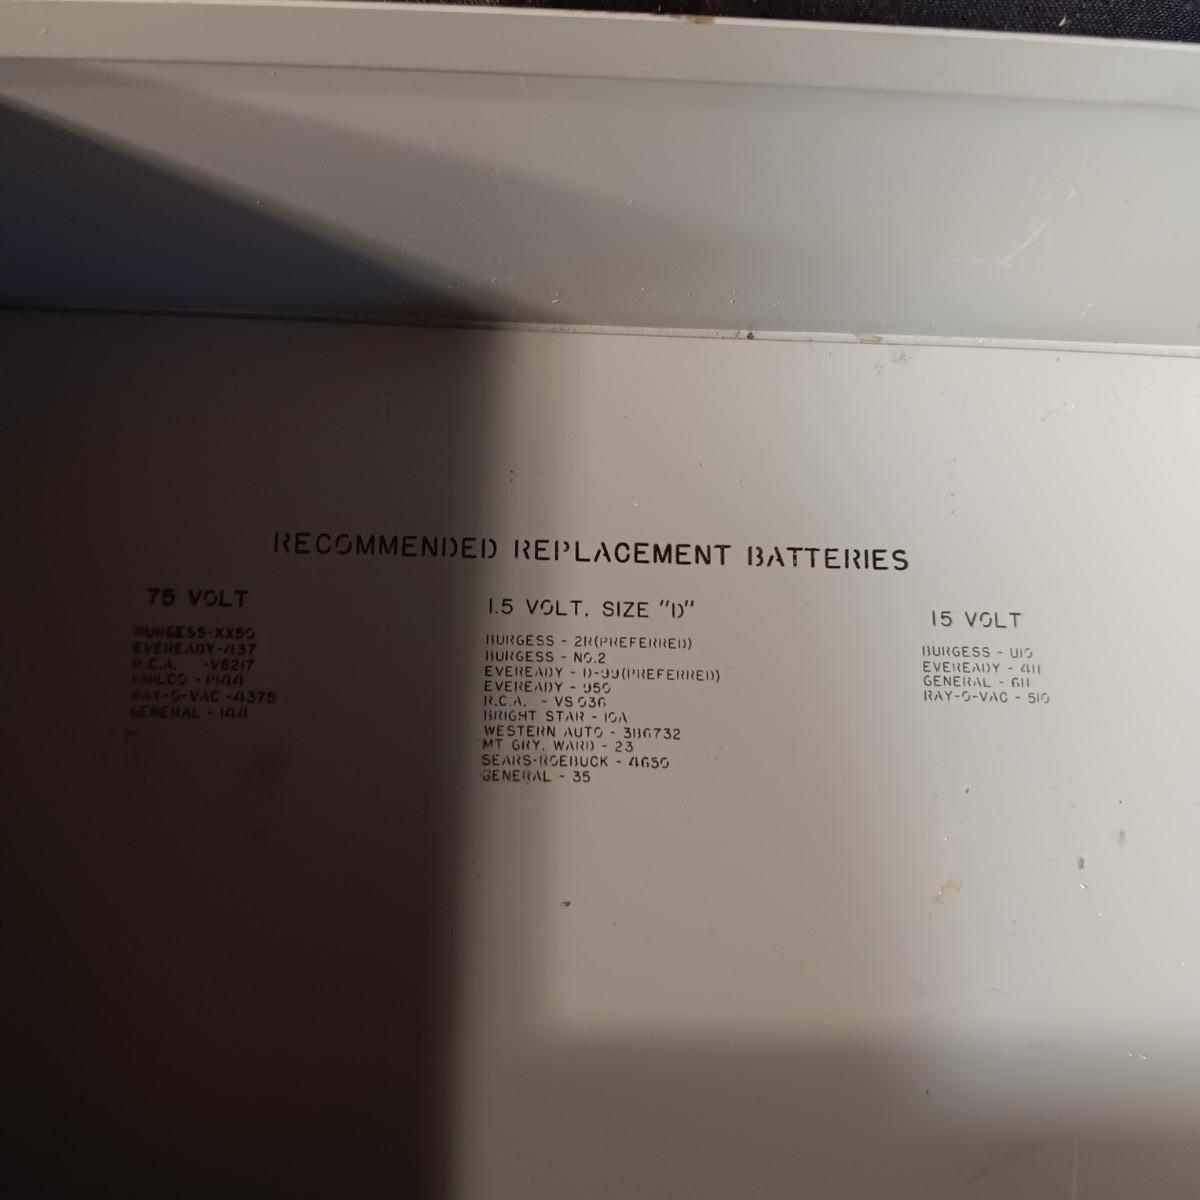 RECOMMENDED REPLACEMENT BATTERIES
75 VOLT
BURGESS-XX50
EVEREADY-437
R.C.A. -VS217
PHILCO - P144
RAY-O-VAC -4375
GENERAL - 144
1.5 VOLT. SIZE "D"
BURGESS - 2R(PREFERRED)
BURGESS - NO.2
EVEREADY - D-99(PREFERRED)
EVEREADY - 950
R.C.A. - VS 036
BRIGHT STAR - 10A
WESTERN AUTO - 3B6732
MT GRY. WARD - 23
SEARS-ROEBUCK - 4650
GENERAL - 35
15 VOLT
BURGESS - U10
EVEREADY - 411
GENERAL - 611
RAY-O-VAC - 510